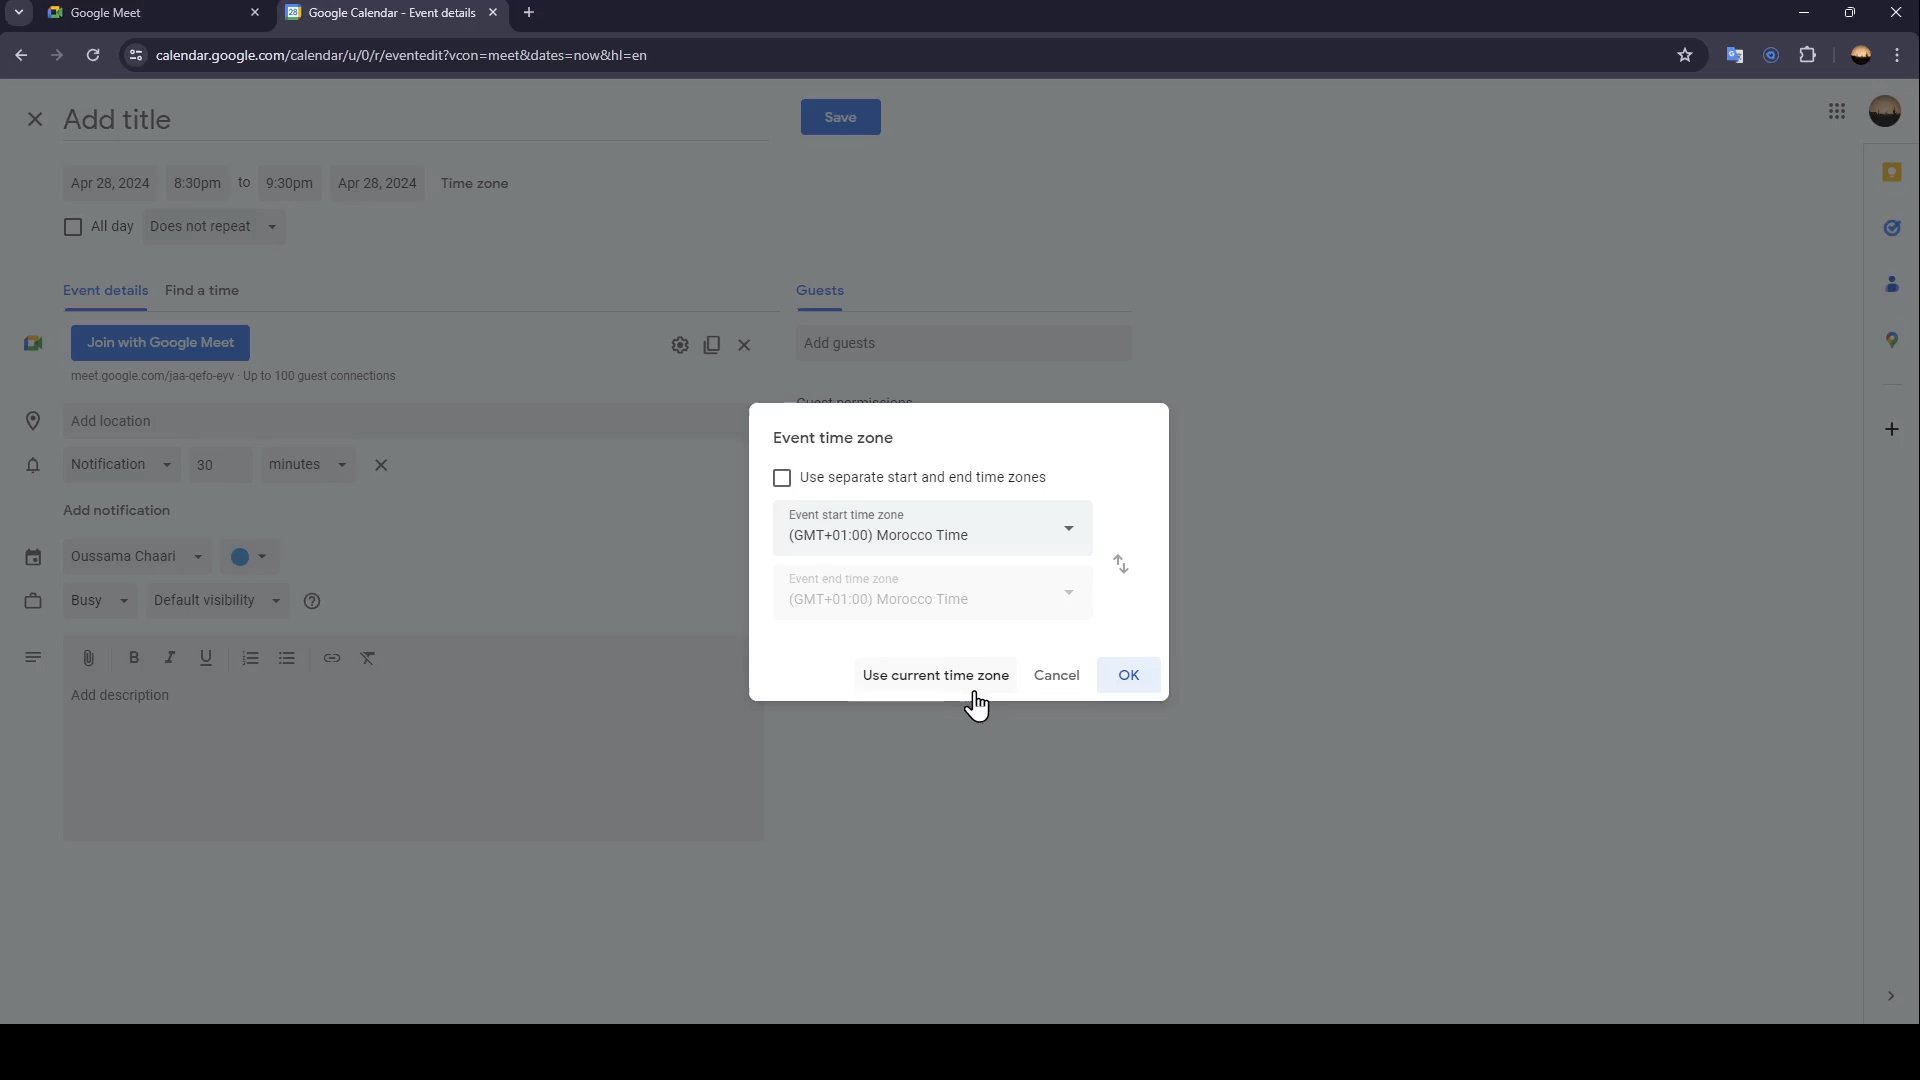 Google Meet
28 Google Calendar - Event details
calendar.google.com/calendar/u/0/r/eventedit?vcon=meet&dates=now&hl=en
Add title
Save
Apr 28, 2024 8:30pm to 9:30pm Apr 28, 2024 Time zone
All day Does not repeat
Event details Find a time
Guests
Join with Google Meet
Add guests
meet.google.com/jaa-qefo-eyv · Up to 100 guest connections
Guest permissions
Add location
Notification 30 minutes
Add notification
Oussama Chaari
Busy Default visibility
B I U
Add description
Event time zone
Use separate start and end time zones
Event start time zone
(GMT+01:00) Morocco Time
Event end time zone
(GMT+01:00) Morocco Time
Use current time zone Cancel OK